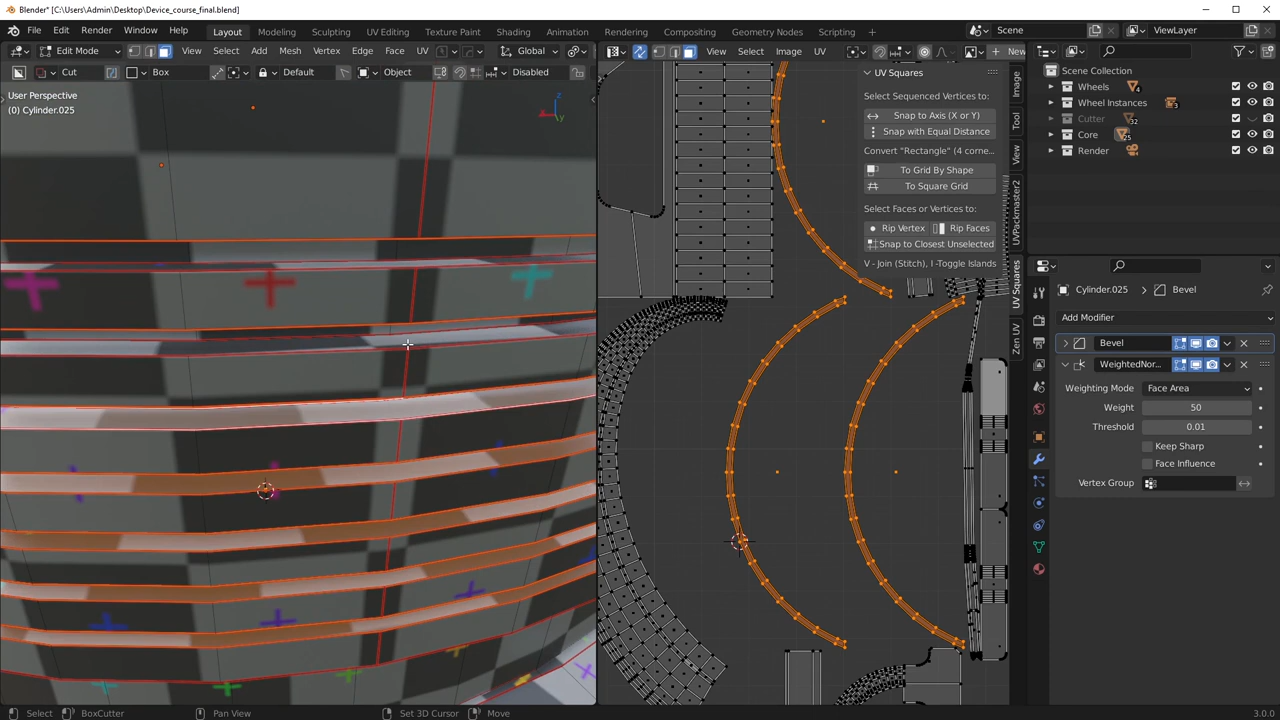 Blender* [C:\Users\Admin\Desktop\Device_course_final.blend]
File Edit Render Window Help Layout Modeling Sculpting UV Editing Texture Paint Shading Animation Rendering Compositing Geometry Nodes Scripting + Scene ViewLayer
Edit Mode View Select Add Mesh Vertex Edge Face UV Global View Select Image UV + New
Cut Box Default Object Disabled
User Perspective
(0) Cylinder.025
z
y
UV Squares
Select Sequenced Vertices to:
Snap to Axis (X or Y)
Snap with Equal Distance
Convert "Rectangle" (4 corne...
To Grid By Shape
To Square Grid
Select Faces or Vertices to:
Rip Vertex Rip Faces
Snap to Closest Unselected
V - Join (Stitch), I -Toggle Islands
Image
Tool
View
UVPackmaster2
UV Squares
Zen UV
Scene Collection
Wheels 4
Wheel Instances 3
Cutter 32
Core 25
Render
Cylinder.025 > Bevel
Add Modifier
Bevel
WeightedNor...
Weighting Mode Face Area
Weight 50
Threshold 0.01
Keep Sharp
Face Influence
Vertex Group
Select BoxCutter Pan View Set 3D Cursor Move 3.0.0